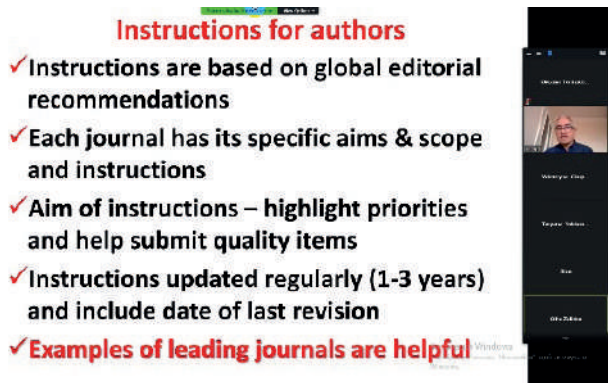 Instructions for authors
✓Instructions are based on global editorial
recommendations
✓Each journal has its specific aims & scope
and instructions
✓Aim of instructions – highlight priorities
and help submit quality items
✓Instructions updated regularly (1-3 years)
and include date of last revision
✓Examples of leading journals are helpful
Windows